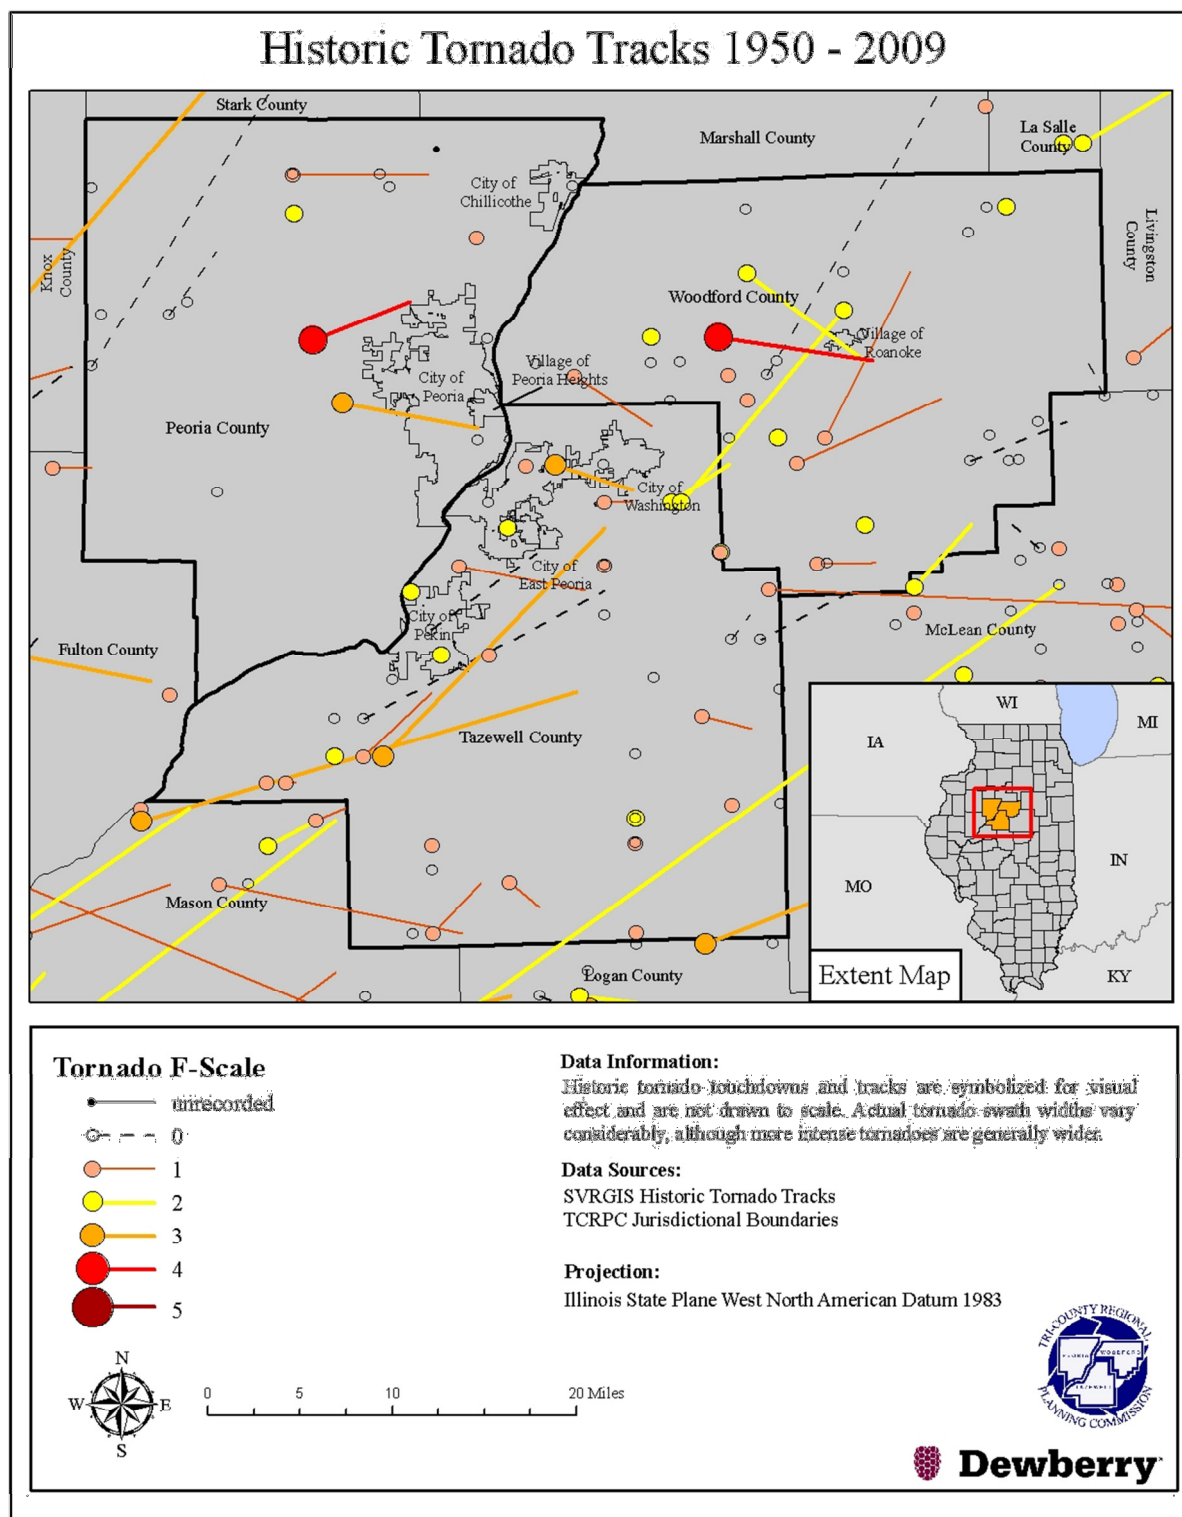 Historic Tornado Tracks 1950 - 2009
Stark County
Marshall County
La Salle
County
City of
Chillicothe
Knox
County
Livingston
County
Woodford County
Village of
Roanoke
Village of
Peoria Heights
City of
Peoria
Peoria County
City of
Washington
City of
East Peoria
City of
Pekin
McLean County
Fulton County
Tazewell County
Mason County
Logan County
WI
MI
IA
IN
MO
KY
Extent Map
Tornado F-Scale
unrecorded
0
1
2
3
4
5
Data Information:
Historic tornado touchdowns and tracks are symbolized for visual
effect and are not drawn to scale. Actual tornado swath widths vary
considerably, although more intense tornadoes are generally wider.
Data Sources:
SVRGIS Historic Tornado Tracks
TCRPC Jurisdictional Boundaries
Projection:
Illinois State Plane West North American Datum 1983
N
W E
S
0 5 10 20 Miles
TRI-COUNTY REGIONAL
PEORIA WOODFORD
TAZEWELL
PLANNING COMMISSION
Dewberry